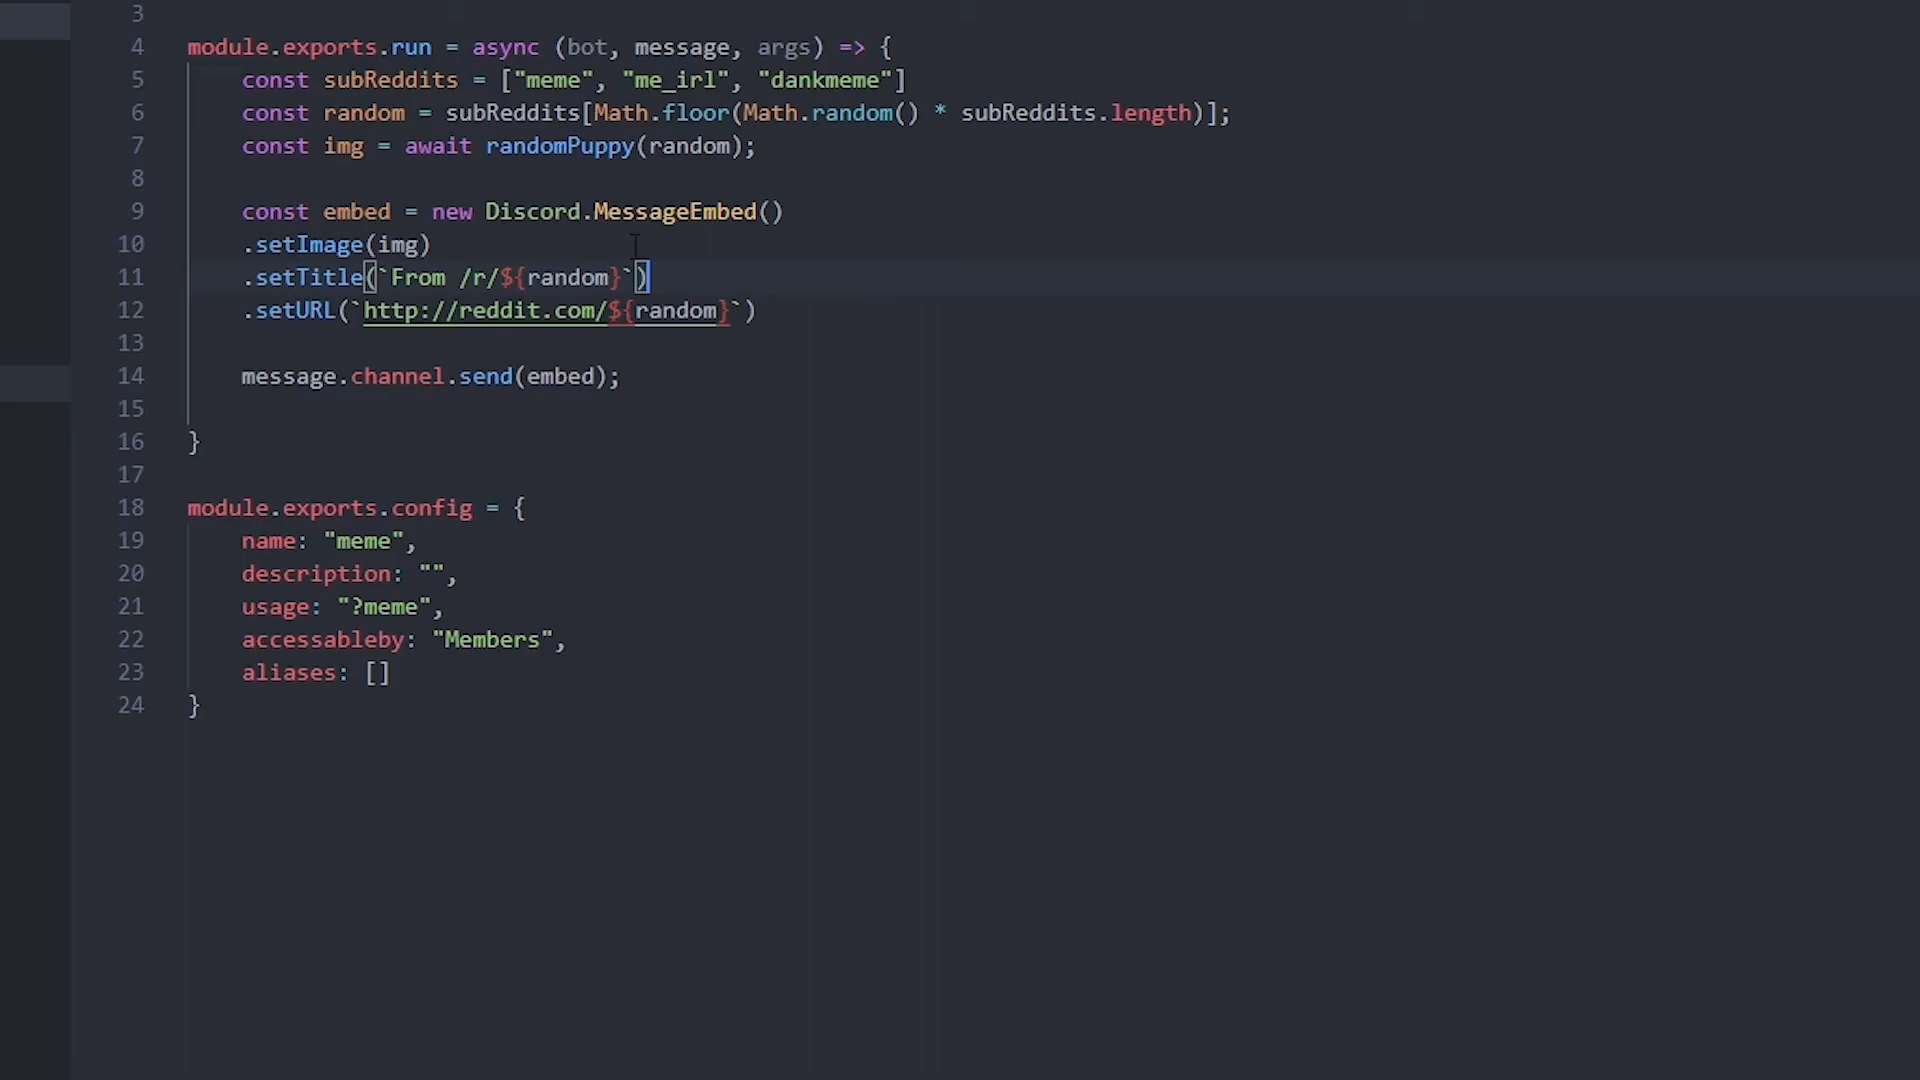 3
4 module.exports.run = async (bot, message, args) => {
5 const subReddits = ["meme", "me_irl", "dankmeme"]
6 const random = subReddits[Math.floor(Math.random() * subReddits.length)];
7 const img = await randomPuppy(random);
8
9 const embed = new Discord.MessageEmbed()
10 .setImage(img)
11 .setTitle(`From /r/${random}`)
12 .setURL(`http://reddit.com/${random}`)
13
14 message.channel.send(embed);
15
16 }
17
18 module.exports.config = {
19 name: "meme",
20 description: "",
21 usage: "?meme",
22 accessableby: "Members",
23 aliases: []
24 }